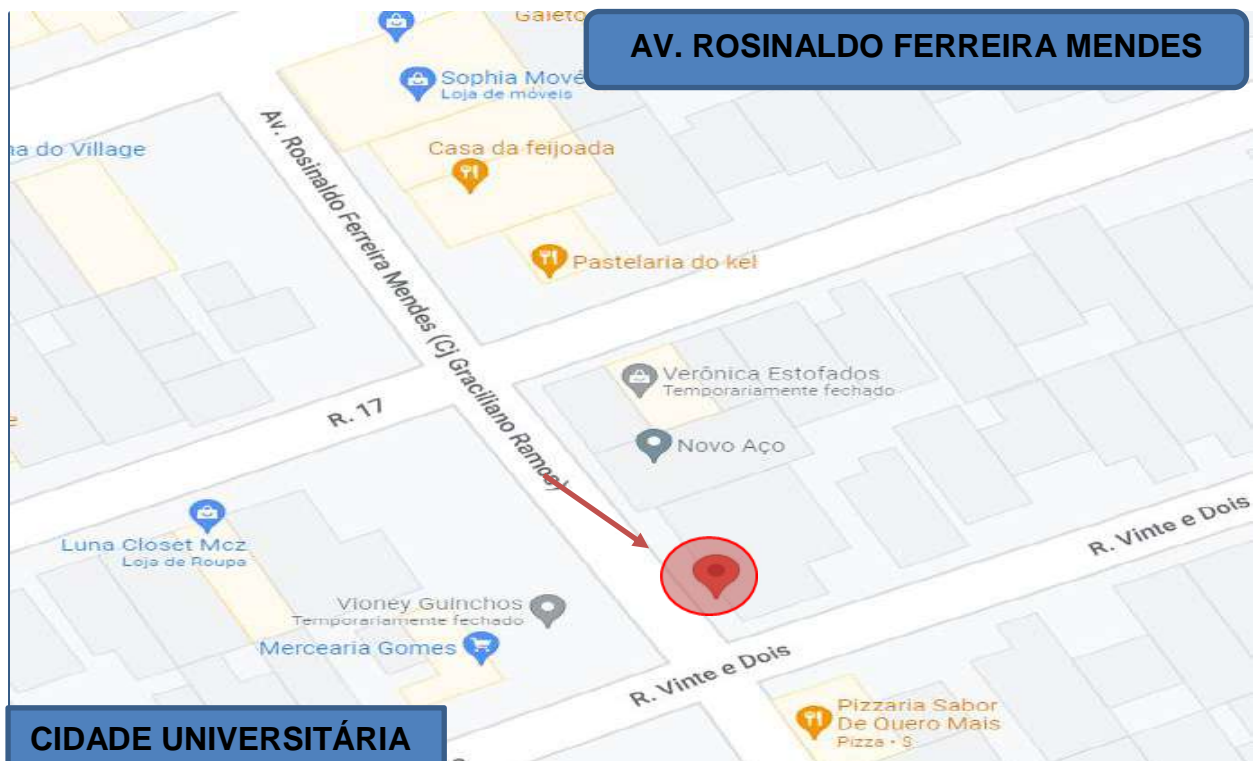 Galeto
AV. ROSINALDO FERREIRA MENDES
Sophia Mové
Loja de móveis
Av. Rosinaldo Ferreira Mendes (Cj Graciliano Ramos)
a do Village
Casa da feijoada
Pastelaria do kel
Verônica Estofados
Temporariamente fechado
R. 17
Novo Aço
Luna Closet Mcz
Loja de Roupa
R. Vinte e Dois
Vioney Guinchos
Temporariamente fechado
Mercearia Gomes
R. Vinte e Dois
Pizzaria Sabor
De Quero Mais
Pizza · $
CIDADE UNIVERSITÁRIA